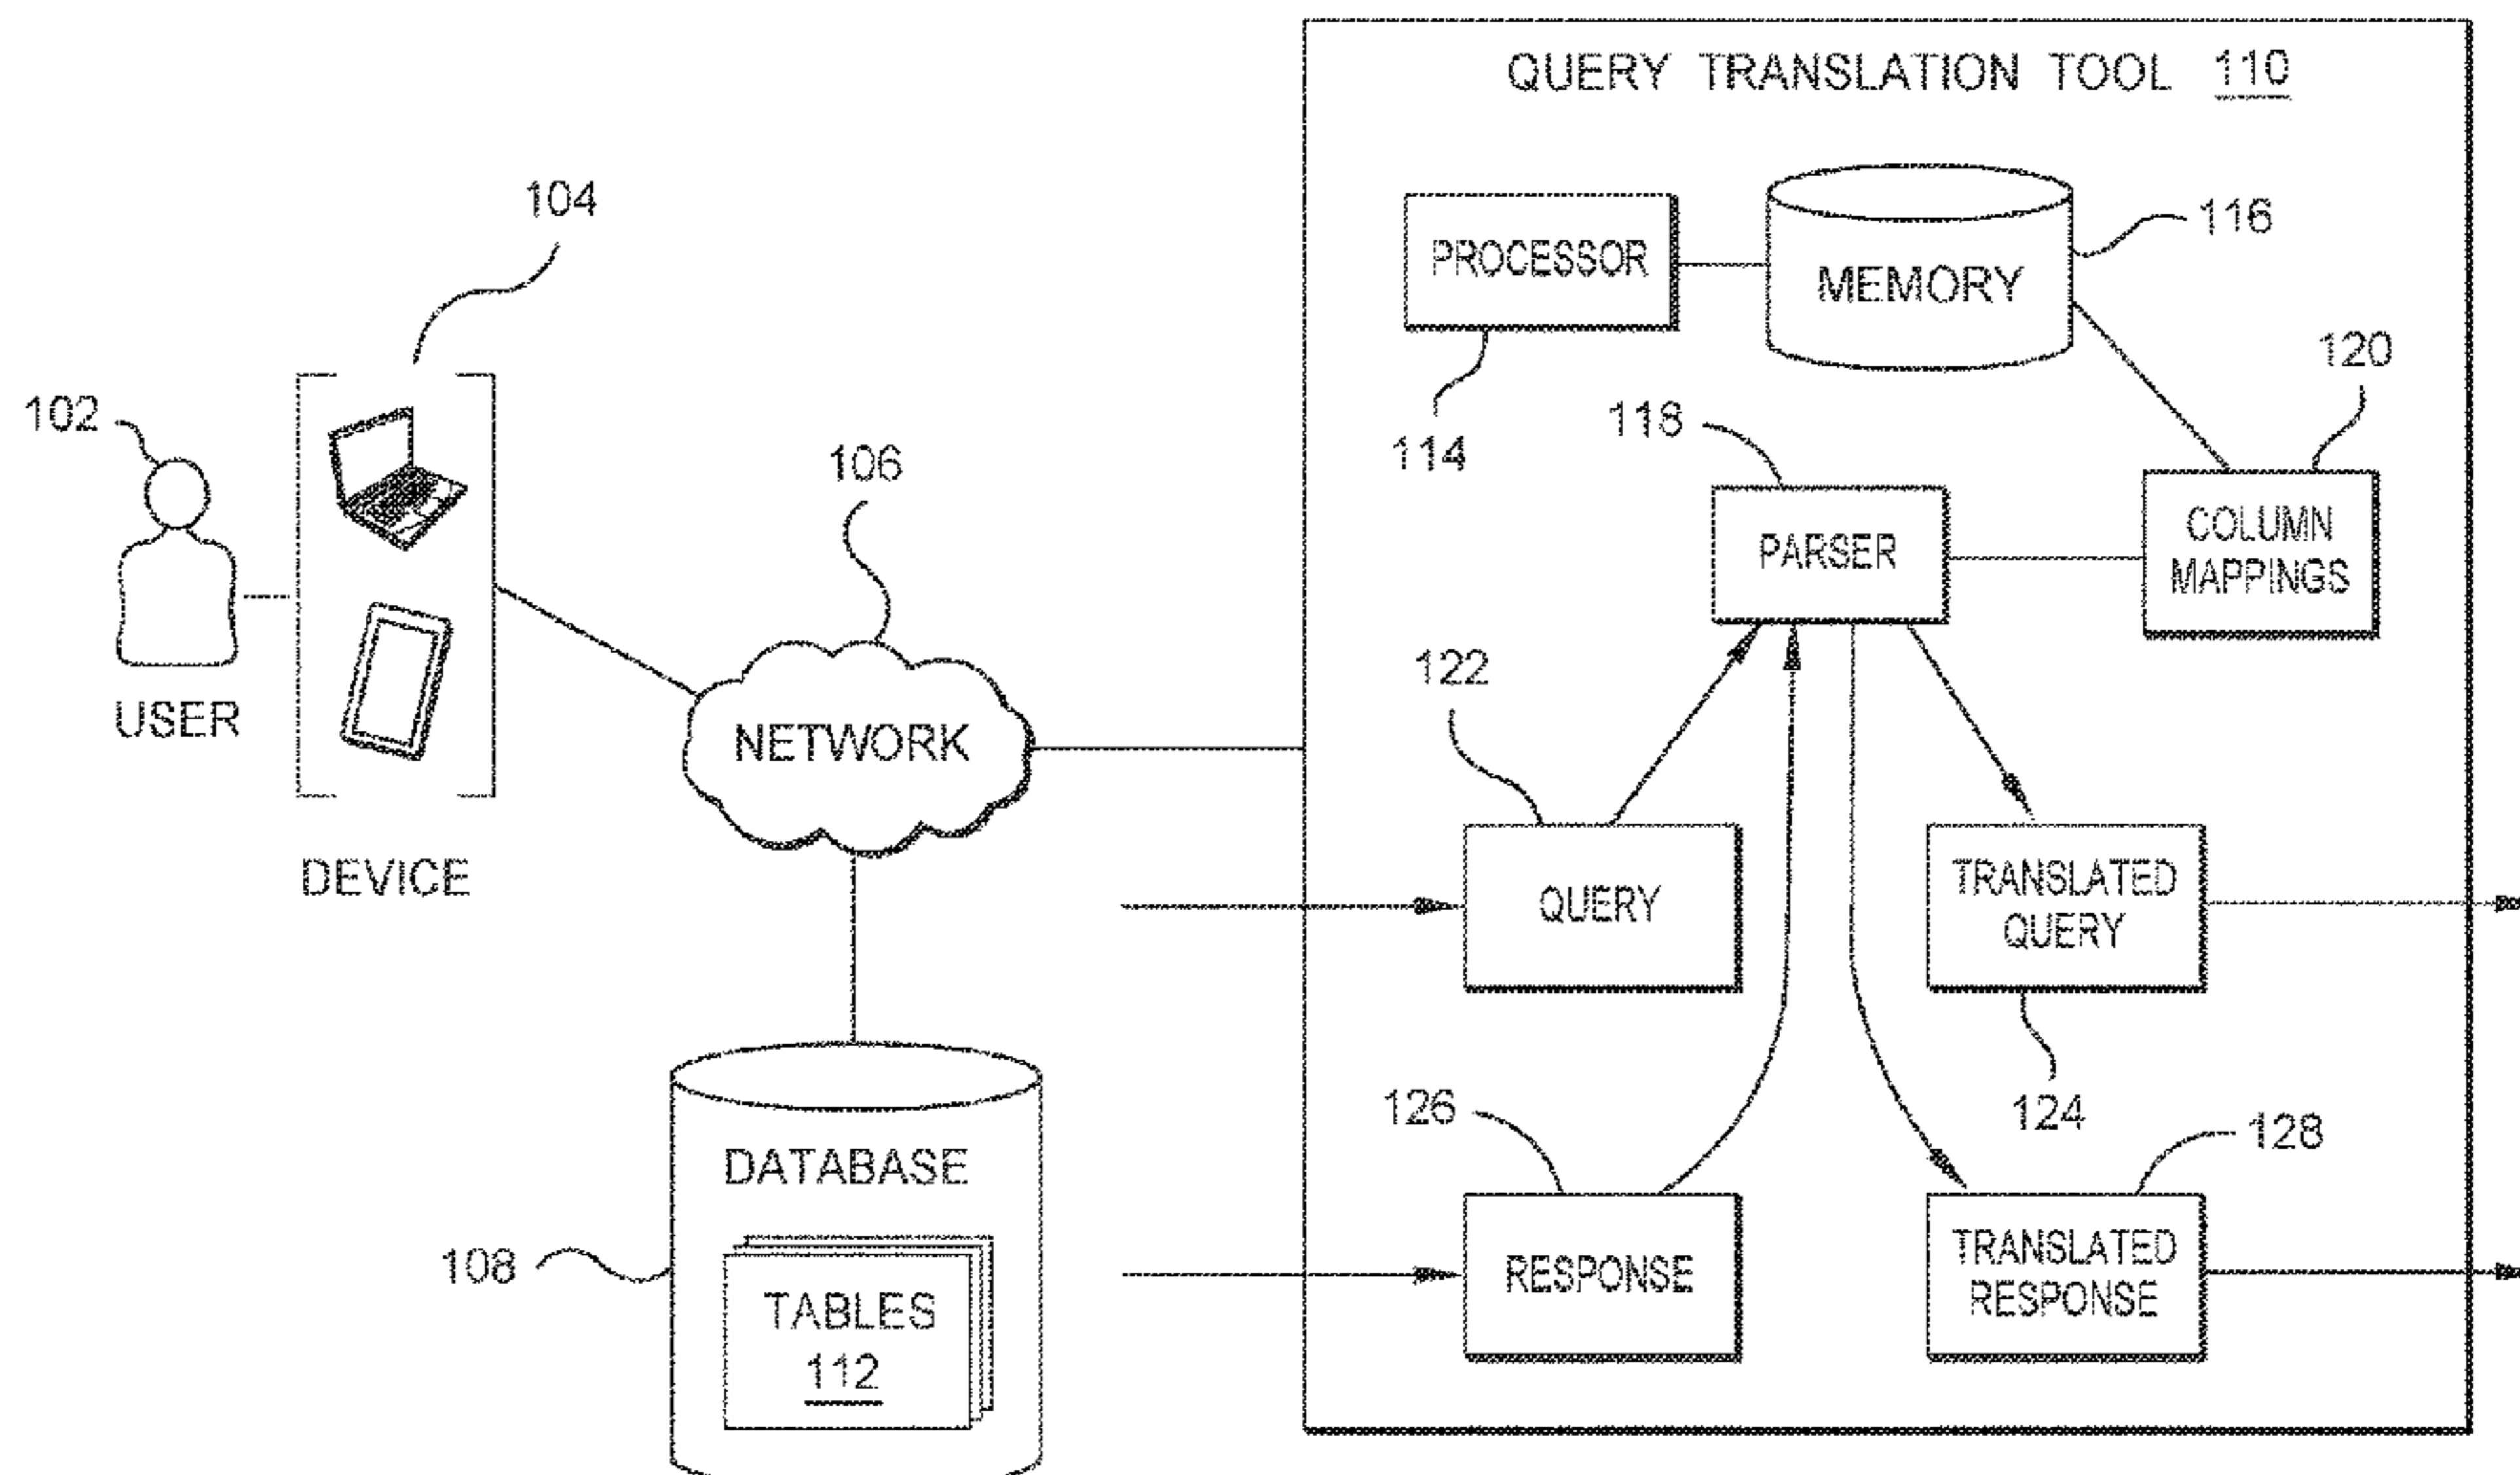 QUERY TRANSLATION TOOL 110
104
PROCESSOR
MEMORY
116
114
120
102
118
106
COLUMN
MAPPINGS
PARSER
122
USER
NETWORK
DEVICE
QUERY
TRANSLATED
QUERY
126
124
128
DATABASE
108
TABLES
112
RESPONSE
TRANSLATED
RESPONSE